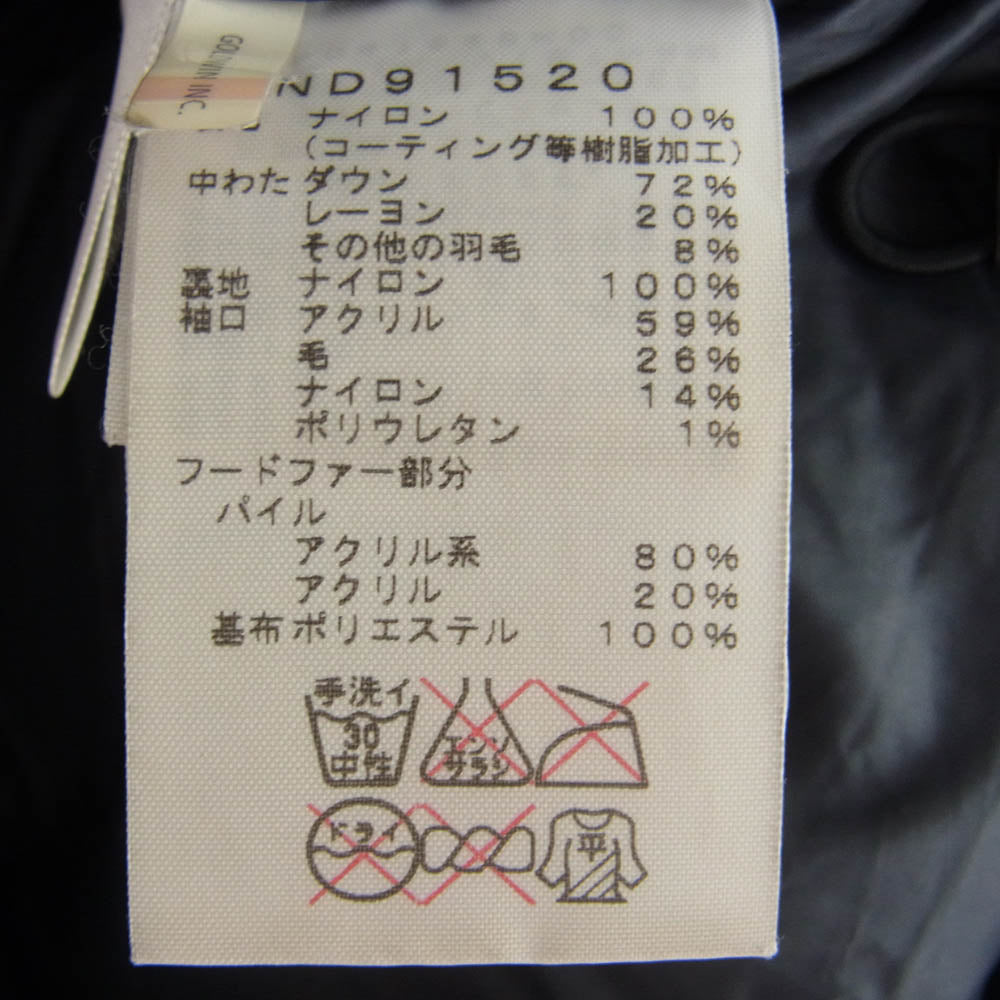 GOLDWIN INC.
ND91520
ナイロン 100%
(コーティング等樹脂加工)
中わた ダウン 72%
レーヨン 20%
その他の羽毛 8%
裏地 ナイロン 100%
袖口 アクリル 59%
毛 26%
ナイロン 14%
ポリウレタン 1%
フードファー部分
パイル
アクリル系 80%
アクリル 20%
基布 ポリエステル 100%
手洗イ
30
中性
エンソ
サラシ
ドライ
平